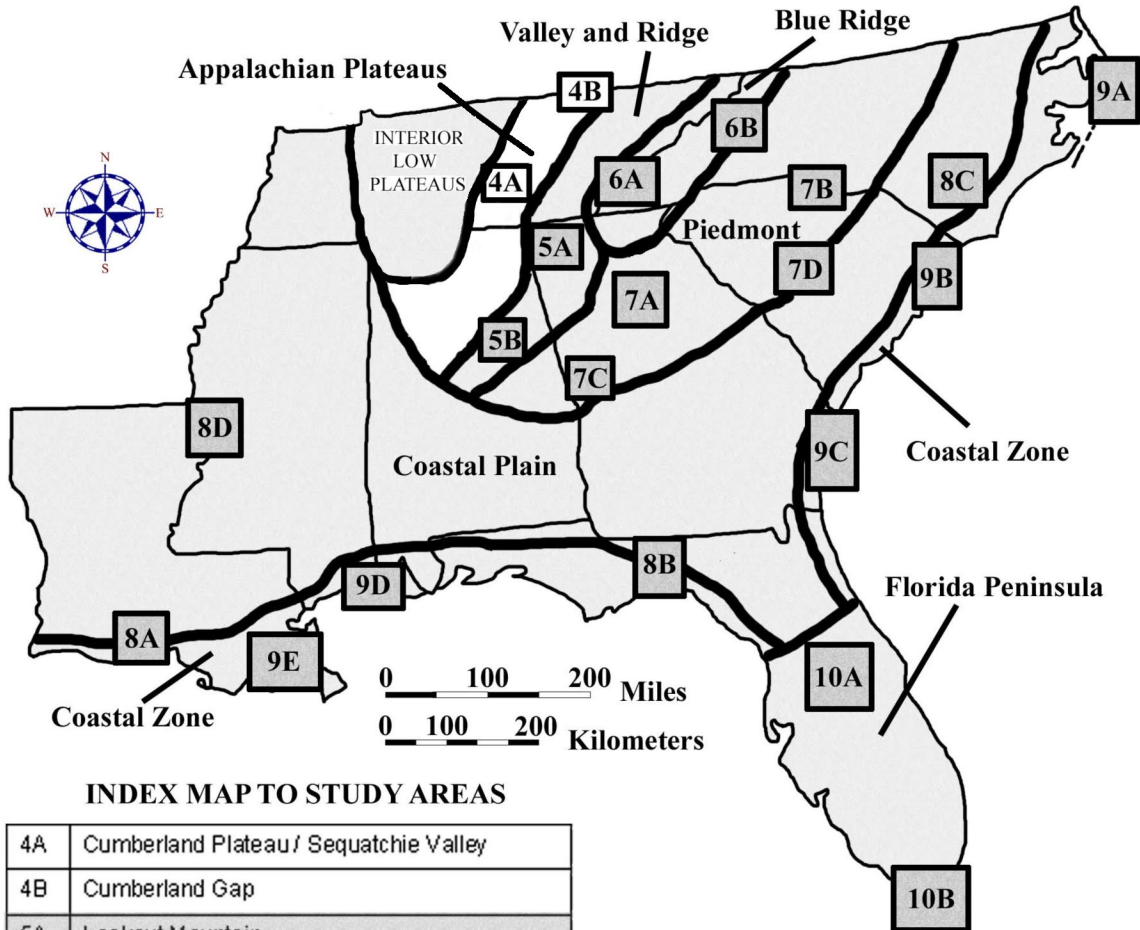 Blue Ridge
Valley and Ridge
Appalachian Plateaus
4B
9A
6B
INTERIOR
LOW
PLATEAUS
4A
6A
7B
8C
N
W
E
S
Piedmont
5A
7D
9B
7A
5B
7C
8D
Coastal Plain
9C
Coastal Zone
8B
9D
Florida Peninsula
8A
9E
10A
Coastal Zone
0 100 200 Miles
0 100 200 Kilometers
10B
INDEX MAP TO STUDY AREAS
4A Cumberland Plateau / Sequatchie Valley
4B Cumberland Gap
5A Lookout Mountain